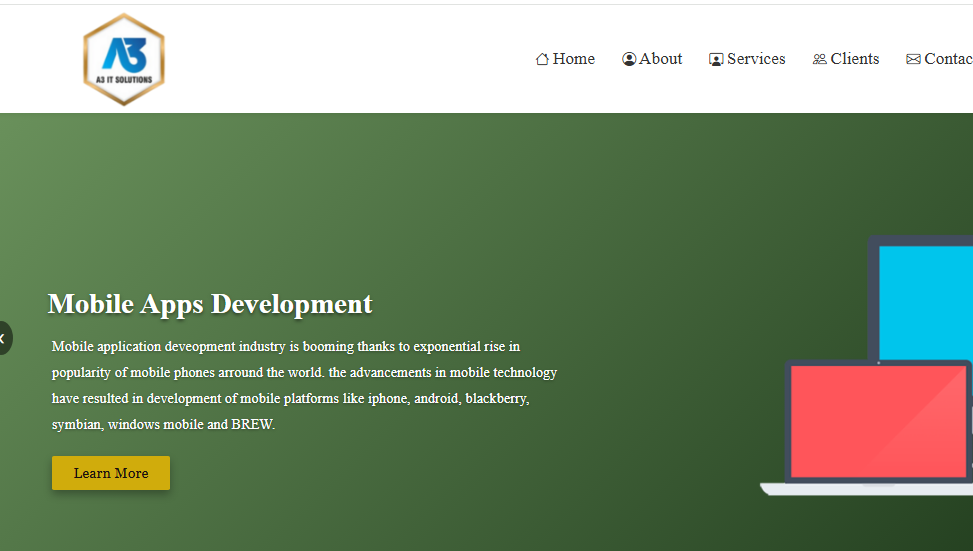 A3
A3 IT SOLUTIONS
Home About Services Clients Contac
Mobile Apps Development
Mobile application deveopment industry is booming thanks to exponential rise in
popularity of mobile phones arround the world. the advancements in mobile technology
have resulted in development of mobile platforms like iphone, android, blackberry,
symbian, windows mobile and BREW.
Learn More